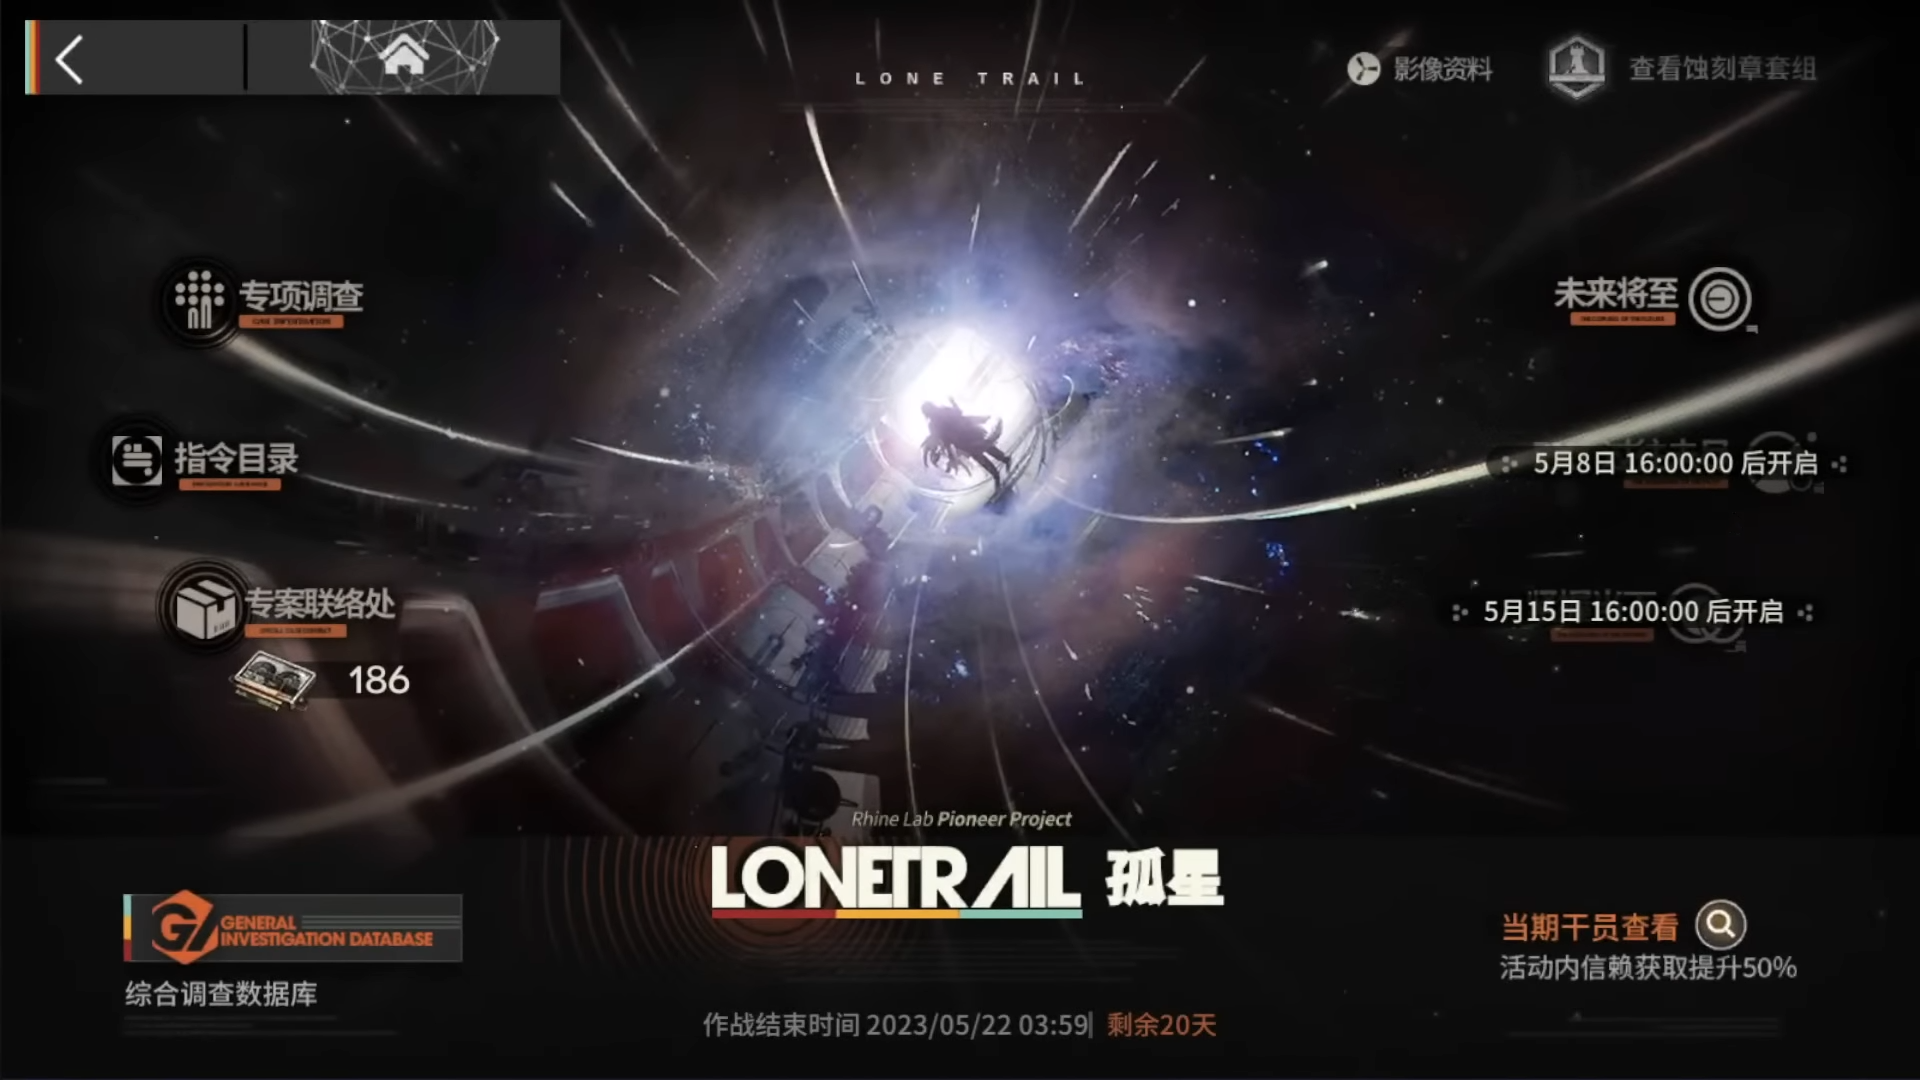 LONE TRAIL
影像资料
查看蚀刻章套组
专项调查
未来将至
指令目录
5月8日 16:00:00 后开启
专案联络处
5月15日 16:00:00 后开启
186
Rhine Lab Pioneer Project
LONETRAIL 孤星
GENERAL
INVESTIGATION DATABASE
综合调查数据库
当期干员查看
活动内信赖获取提升50%
作战结束时间 2023/05/22 03:59| 剩余20天